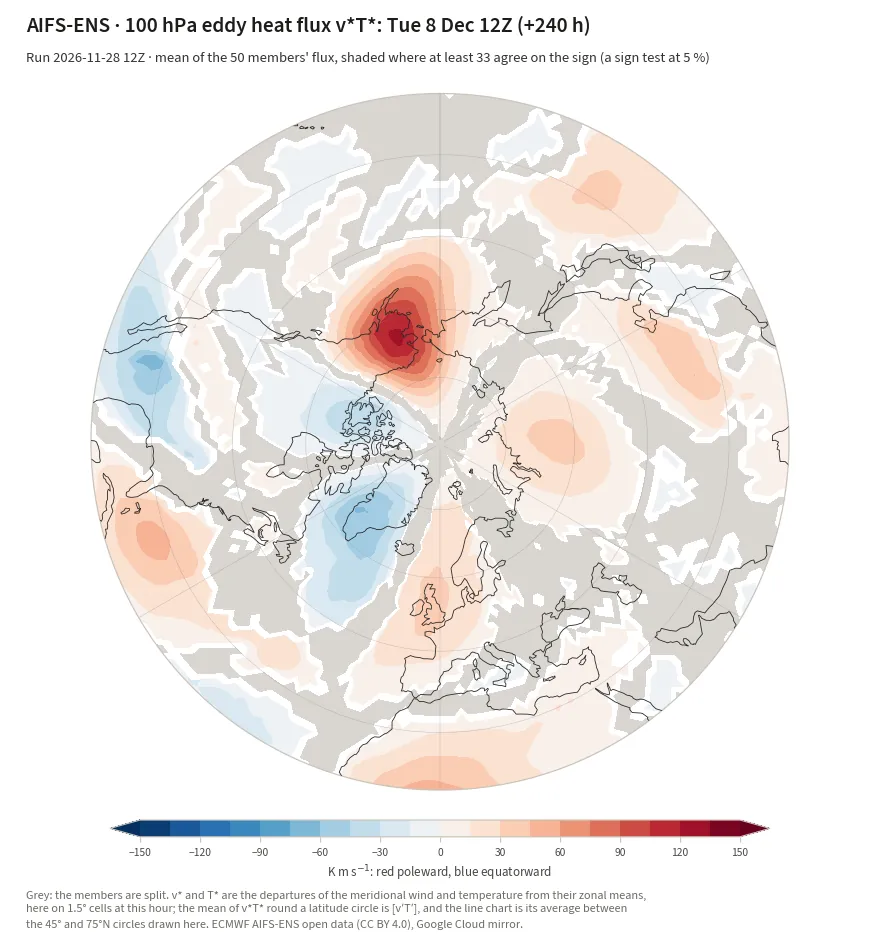 AIFS-ENS · 100 hPa eddy heat flux v*T*: Tue 8 Dec 12Z (+240 h)
Run 2026-11-28 12Z · mean of the 50 members' flux, shaded where at least 33 agree on the sign (a sign test at 5 %)
−150 −120 −90 −60 −30 0 30 60 90 120 150
K m s⁻¹: red poleward, blue equatorward
Grey: the members are split. v* and T* are the departures of the meridional wind and temperature from their zonal means,
here on 1.5° cells at this hour; the mean of v*T* round a latitude circle is [v'T'], and the line chart is its average between
the 45° and 75°N circles drawn here. ECMWF AIFS-ENS open data (CC BY 4.0), Google Cloud mirror.